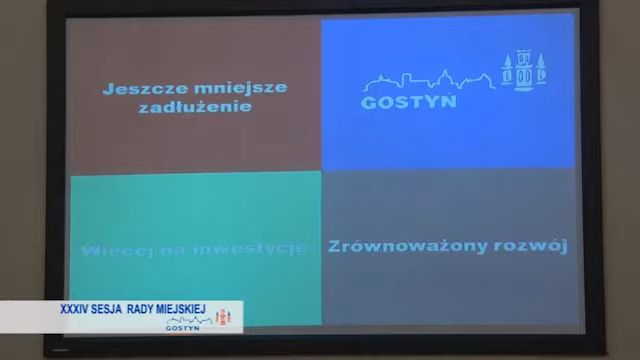 Jeszcze mniejsze
zadłużenie
GOSTYŃ
Więcej na inwestycje
Zrównoważony rozwój
XXXIV SESJA RADY MIEJSKIEJ
GOSTYŃ